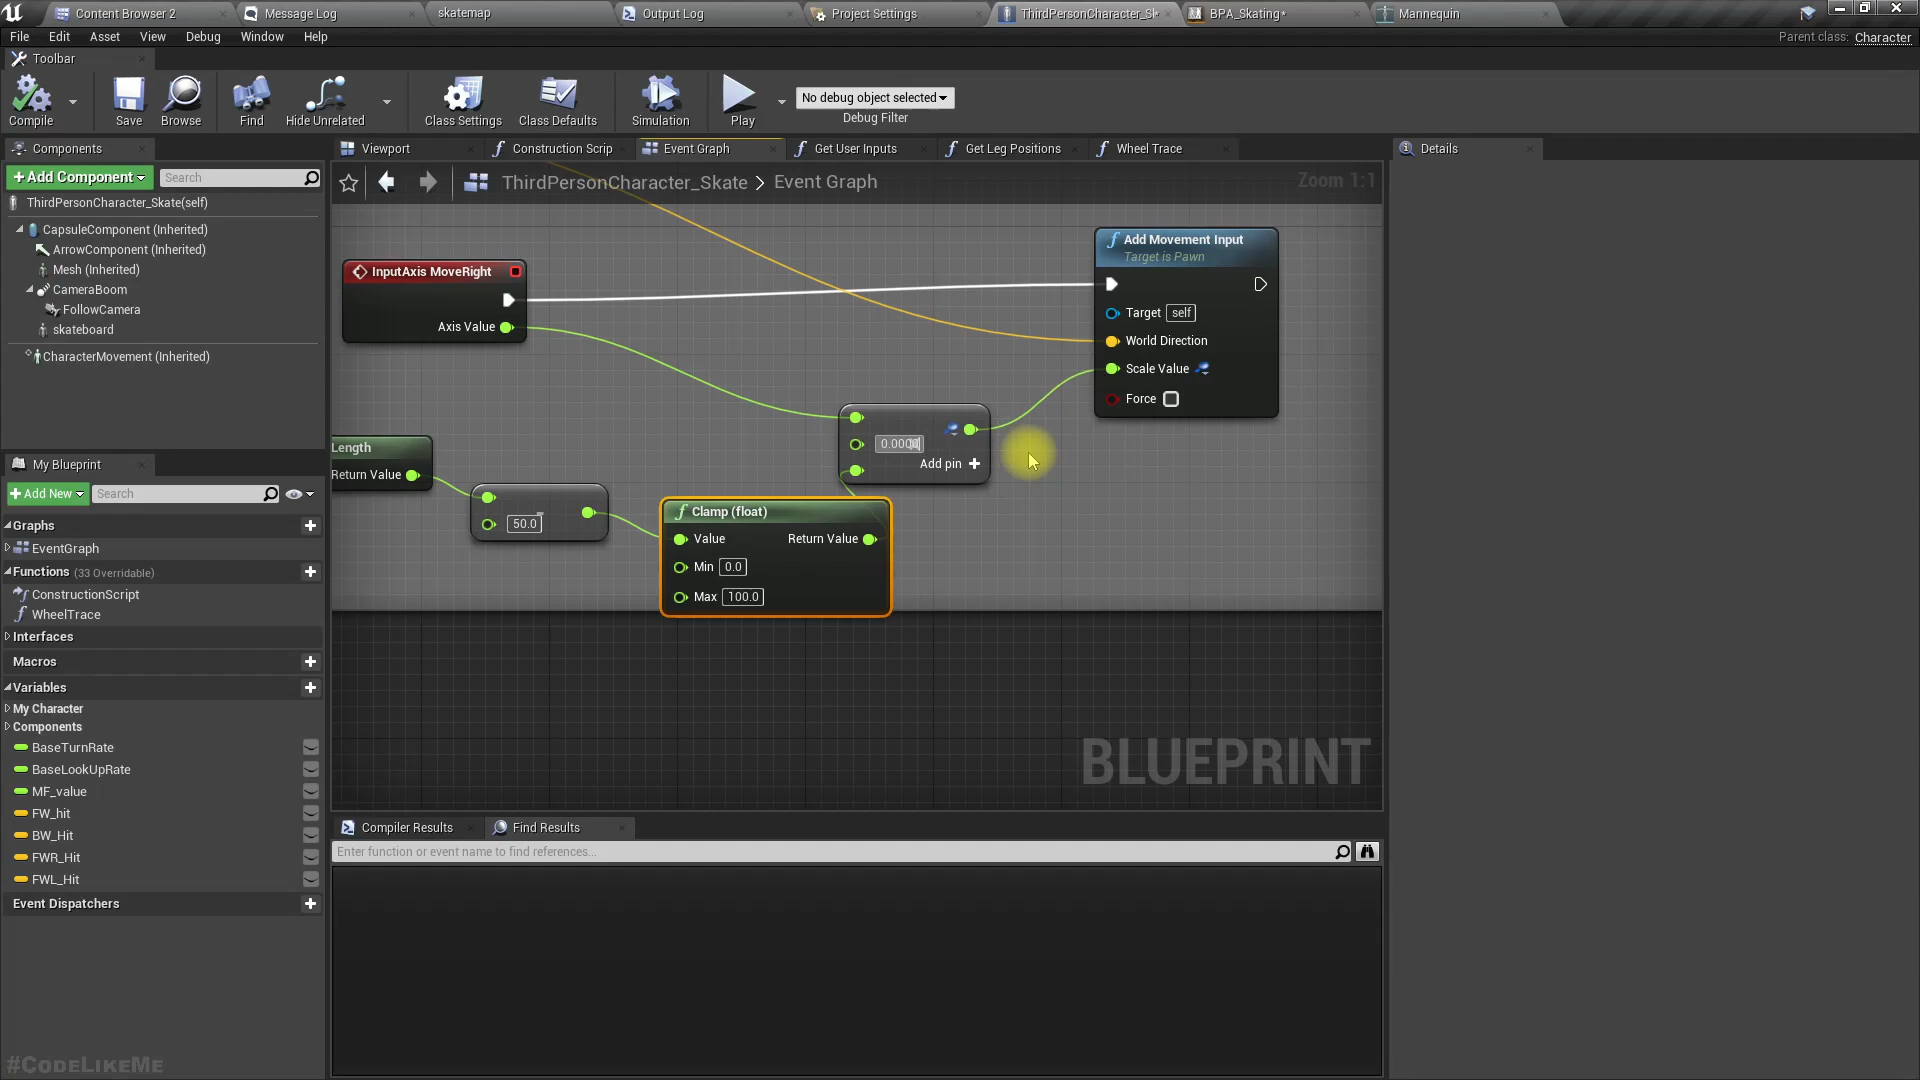 Content Browser 2
Message Log
skatemap
Output Log
Project Settings
ThirdPersonCharacter_Sk*
BPA_Skating*
Mannequin
File Edit Asset View Debug Window Help
Parent class: Character
Toolbar
Compile
Save
Browse
Find
Hide Unrelated
Class Settings
Class Defaults
Simulation
Play
No debug object selected
Debug Filter
Components
Viewport
Construction Scrip
Event Graph
Get User Inputs
Get Leg Positions
Wheel Trace
Details
+Add Component
Search
ThirdPersonCharacter_Skate > Event Graph
Zoom 1:1
ThirdPersonCharacter_Skate(self)
CapsuleComponent (Inherited)
ArrowComponent (Inherited)
Mesh (Inherited)
CameraBoom
FollowCamera
skateboard
CharacterMovement (Inherited)
InputAxis MoveRight
Axis Value
Add Movement Input
Target is Pawn
Target self
World Direction
Scale Value
Force
Add pin +
Length
Return Value
50.0
Clamp (float)
Value
Return Value
Min 0.0
Max 100.0
BLUEPRINT
My Blueprint
+Add New
Search
Graphs
EventGraph
Functions (33 Overridable)
ConstructionScript
WheelTrace
Interfaces
Macros
Variables
My Character
Components
BaseTurnRate
BaseLookUpRate
MF_value
FW_hit
BW_Hit
FWR_Hit
FWL_Hit
Event Dispatchers
Compiler Results
Find Results
Enter function or event name to find references...
#CodeLikeMe